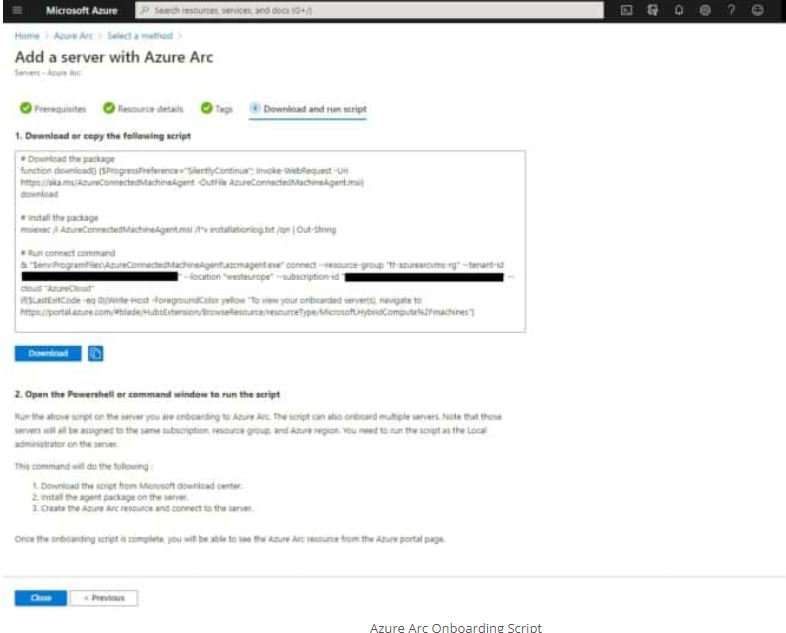 Microsoft Azure
Search resources, services, and docs (G+/)
Home > Azure Arc > Select a method >
Add a server with Azure Arc
Servers - Azure Arc
Prerequisites
Resource details
Tags
4 Download and run script
1. Download or copy the following script
# Download the package
function download() {$ProgressPreference="SilentlyContinue"; Invoke-WebRequest -Uri
https://aka.ms/AzureConnectedMachineAgent -OutFile AzureConnectedMachineAgent.msi}
download
# Install the package
msiexec /i AzureConnectedMachineAgent.msi /l*v installationlog.txt /qn | Out-String
# Run connect command
& "$env:ProgramFiles\AzureConnectedMachineAgent\azcmagent.exe" connect --resource-group "tt-azurearcvms-rg" --tenant-id
" --location "westeurope" --subscription-id " --
cloud "AzureCloud"
if($LastExitCode -eq 0){Write-Host -ForegroundColor yellow "To view your onboarded server(s), navigate to
https://portal.azure.com/#blade/HubsExtension/BrowseResource/resourceType/Microsoft.HybridCompute%2Fmachines"}
Download
2. Open the Powershell or command window to run the script
Run the above script on the server you are onboarding to Azure Arc. The script can also onboard multiple servers. Note that those
servers will all be assigned to the same subscription, resource group, and Azure region. You need to run the script as the Local
administrator on the server.
This command will do the following :
1. Download the script from Microsoft download center.
2. Install the agent package on the server.
3. Create the Azure Arc resource and connect to the server.
Once the onboarding script is complete, you will be able to see the Azure Arc resource from the Azure portal page.
Close
< Previous
Azure Arc Onboarding Script